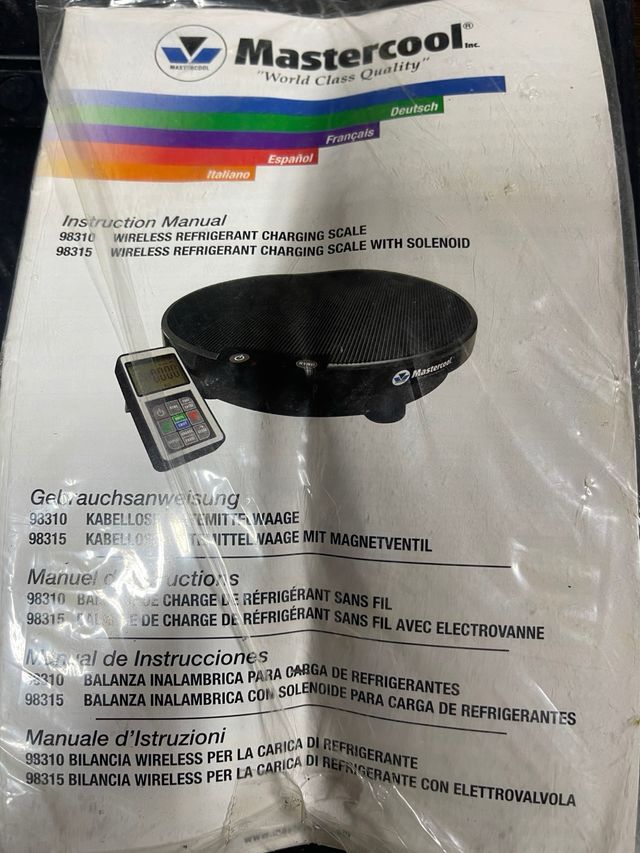 MASTERCOOL
Mastercool® Inc.
"World Class Quality"
Deutsch
Français
Español
Italiano
Instruction Manual
98310 WIRELESS REFRIGERANT CHARGING SCALE
98315 WIRELESS REFRIGERANT CHARGING SCALE WITH SOLENOID
SYNC
Mastercool
Gebrauchsanweisung
98310
98315 MIT MAGNETVENTIL
Manuel
98310 DE CHARGE DE RÉFRIGÉRANT SANS FIL
98315 DE CHARGE DE RÉFRIGÉRANT SANS FIL AVEC ELECTROVANNE
Manual de Instrucciones
98310 BALANZA INALAMBRICA PARA CARGA DE REFRIGERANTES
98315 BALANZA INALAMBRICA CON SOLENOIDE PARA CARGA DE REFRIGERANTES
Manuale d'Istruzioni
98310 BILANCIA WIRELESS PER LA CARICA DI REFRIGERANTE
98315 BILANCIA WIRELESS PER LA CARICA DI REFRIGERANTE CON ELETTROVALVOLA